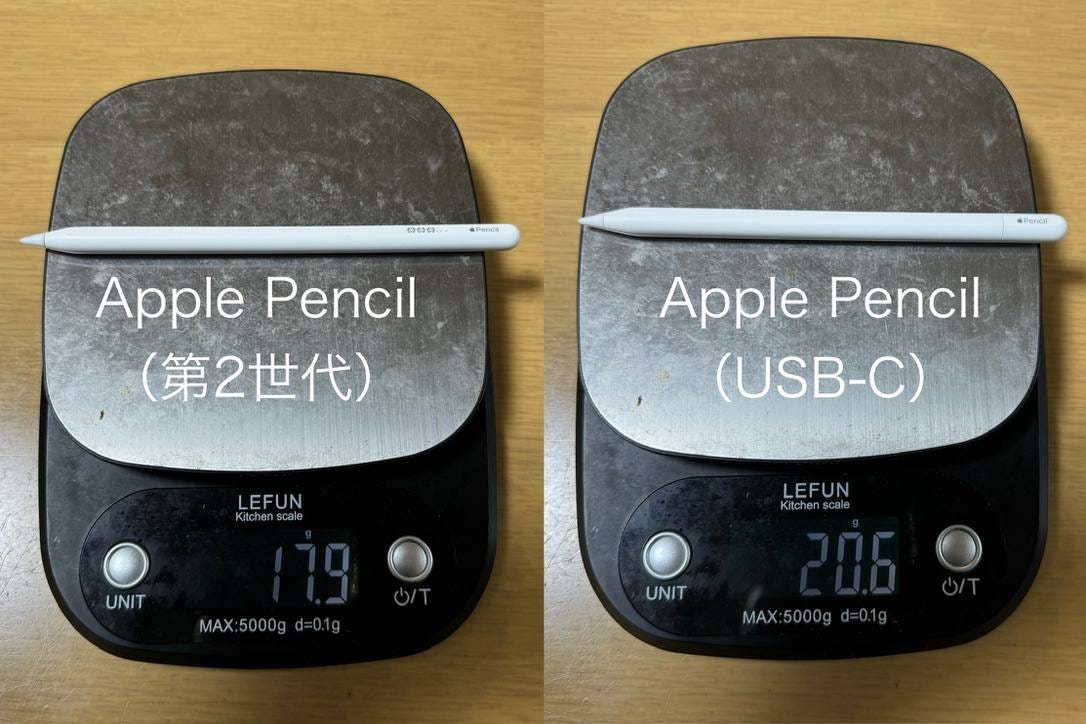 Pencil
Apple Pencil
（第2世代）
LEFUN
Kitchen scale
g
17.9
UNIT
⏻/T
MAX:5000g d=0.1g
Pencil
Apple Pencil
（USB-C）
LEFUN
Kitchen scale
g
20.6
UNIT
⏻/T
MAX:5000g d=0.1g